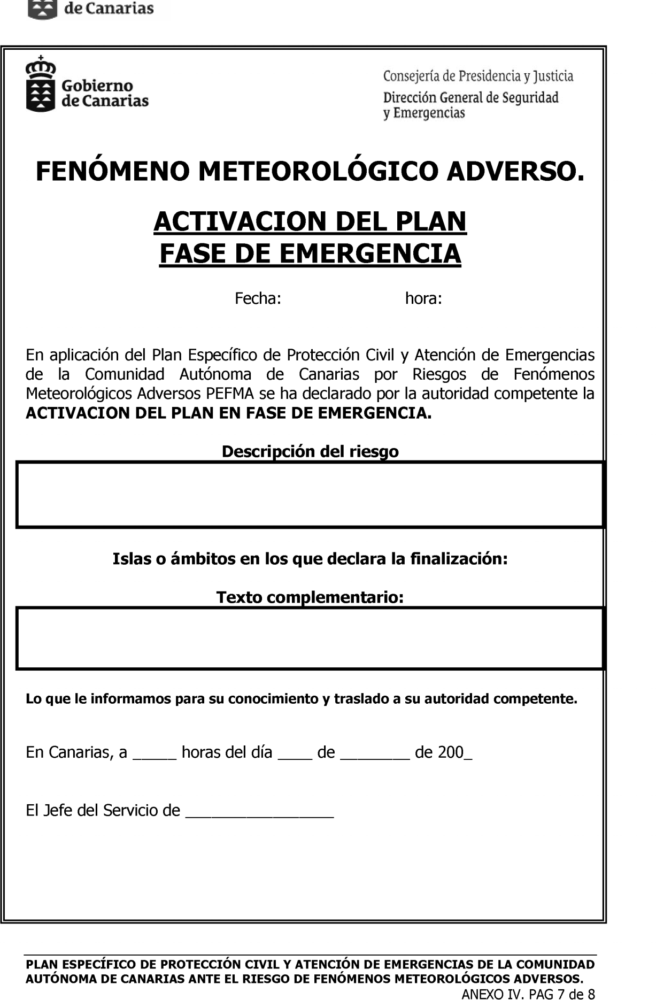 de Canarias
Gobierno
de Canarias
Consejería de Presidencia y Justicia
Dirección General de Seguridad
y Emergencias
FENÓMENO METEOROLÓGICO ADVERSO.
ACTIVACION DEL PLAN
FASE DE EMERGENCIA
Fecha: hora:
En aplicación del Plan Específico de Protección Civil y Atención de Emergencias
de la Comunidad Autónoma de Canarias por Riesgos de Fenómenos
Meteorológicos Adversos PEFMA se ha declarado por la autoridad competente la
ACTIVACION DEL PLAN EN FASE DE EMERGENCIA.
Descripción del riesgo
Islas o ámbitos en los que declara la finalización:
Texto complementario:
Lo que le informamos para su conocimiento y traslado a su autoridad competente.
En Canarias, a _____ horas del día ____ de ________ de 200_
El Jefe del Servicio de _________________
PLAN ESPECÍFICO DE PROTECCIÓN CIVIL Y ATENCIÓN DE EMERGENCIAS DE LA COMUNIDAD
AUTÓNOMA DE CANARIAS ANTE EL RIESGO DE FENÓMENOS METEOROLÓGICOS ADVERSOS.
ANEXO IV. PAG 7 de 8